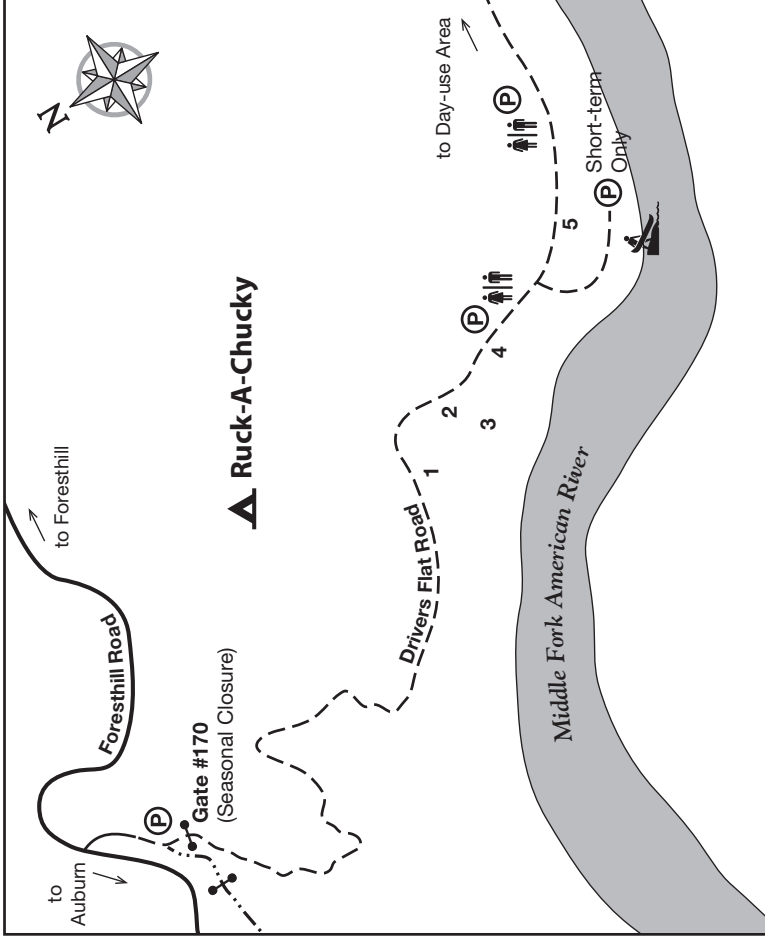 N
to Foresthill
Foresthill Road
to
Auburn
P
Gate #170
(Seasonal Closure)
Ruck-A-Chucky
Drivers Flat Road
1
2
3
4
P
5
to Day-use Area
P
P
Short-term
Only
Middle Fork American River